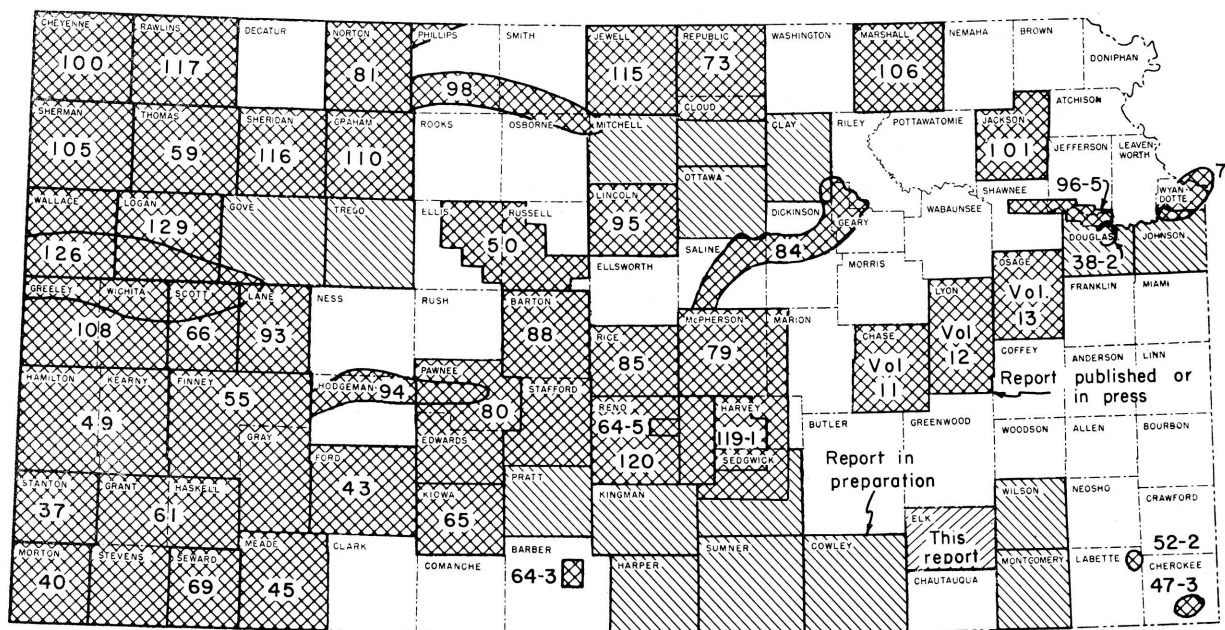 CHEYENNE
100
RAWLINS
117
DECATUR
NORTON
81
PHILLIPS
SMITH
JEWELL
115
REPUBLIC
73
WASHINGTON
MARSHALL
106
NEMAHA
BROWN
DONIPHAN
98
CLOUD
ATCHISON
SHERMAN
105
THOMAS
59
SHERIDAN
116
GRAHAM
110
ROOKS
OSBORNE
MITCHELL
CLAY
RILEY
POTTAWATOMIE
JACKSON
101
JEFFERSON
LEAVEN-
WORTH
OTTAWA
96-5
7
WYAN-
DOTTE
WALLACE
LOGAN
129
GOVE
TREGO
ELLIS
RUSSELL
50
LINCOLN
95
DICKINSON
GEARY
WABAUNSEE
SHAWNEE
DOUGLAS
38-2
JOHNSON
126
SALINE
84
ELLSWORTH
MORRIS
OSAGE
Vol.
13
FRANKLIN
MIAMI
GREELEY
WICHITA
108
SCOTT
66
LANE
93
NESS
RUSH
BARTON
88
McPHERSON
79
MARION
LYON
Vol
12
RICE
85
CHASE
Vol
11
COFFEY
ANDERSON
LINN
HAMILTON
KEARNY
49
FINNEY
55
HODGEMAN
94
PAWNEE
80
STAFFORD
Report published or
in press
RENO
64-5
HARVEY
119-1
BUTLER
GREENWOOD
WOODSON
ALLEN
BOURBON
GRAY
FORD
43
EDWARDS
120
SEDGWICK
Report in
preparation
PRATT
STANTON
37
GRANT
HASKELL
61
KIOWA
65
KINGMAN
WILSON
NEOSHO
CRAWFORD
52-2
ELK
This
report
MORTON
40
STEVENS
SEWARD
69
MEADE
45
CLARK
COMANCHE
BARBER
64-3
HARPER
SUMNER
COWLEY
CHAUTAUQUA
MONTGOMERY
LABETTE
CHEROKEE
47-3